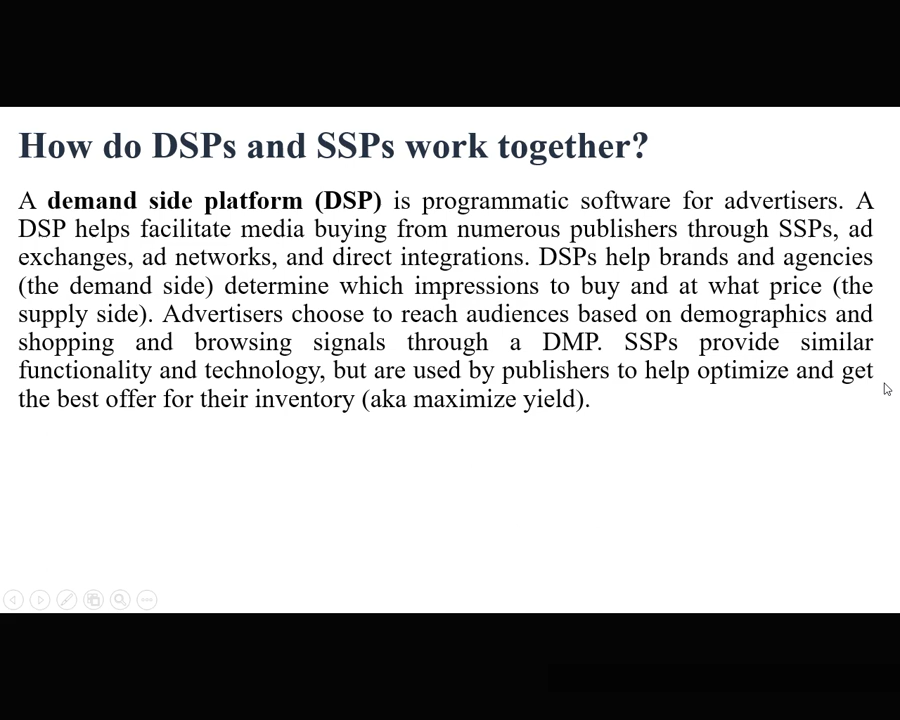 How do DSPs and SSPs work together?
A demand side platform (DSP) is programmatic software for advertisers. A
DSP helps facilitate media buying from numerous publishers through SSPs, ad
exchanges, ad networks, and direct integrations. DSPs help brands and agencies
(the demand side) determine which impressions to buy and at what price (the
supply side). Advertisers choose to reach audiences based on demographics and
shopping and browsing signals through a DMP. SSPs provide similar
functionality and technology, but are used by publishers to help optimize and get
the best offer for their inventory (aka maximize yield).